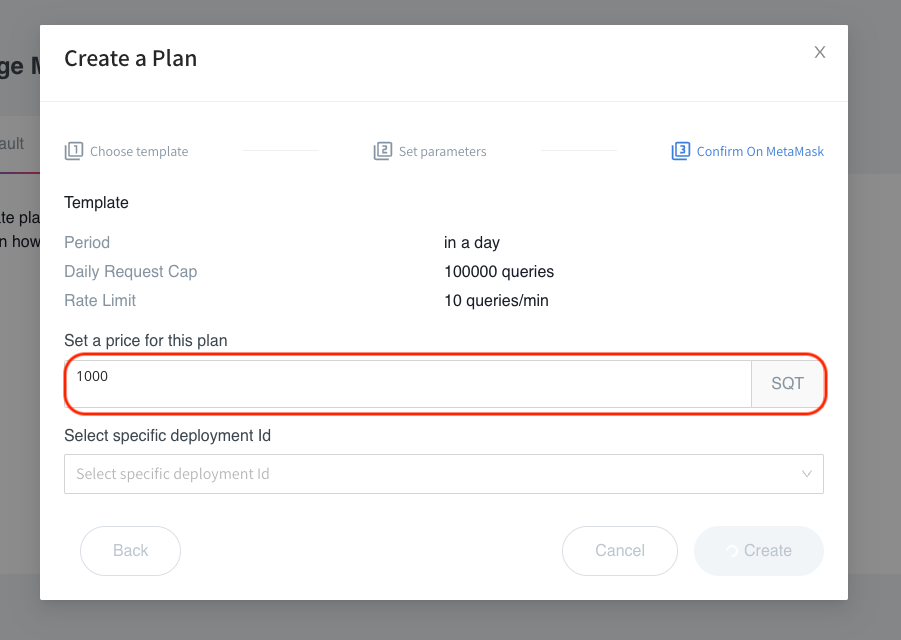 Create a Plan
X
ge M
ault
1 Choose template
2 Set parameters
3 Confirm On MetaMask
Template
te pla
n how
Period in a day
Daily Request Cap 100000 queries
Rate Limit 10 queries/min
Set a price for this plan
1000 SQT
Select specific deployment Id
Select specific deployment Id
Back Cancel Create